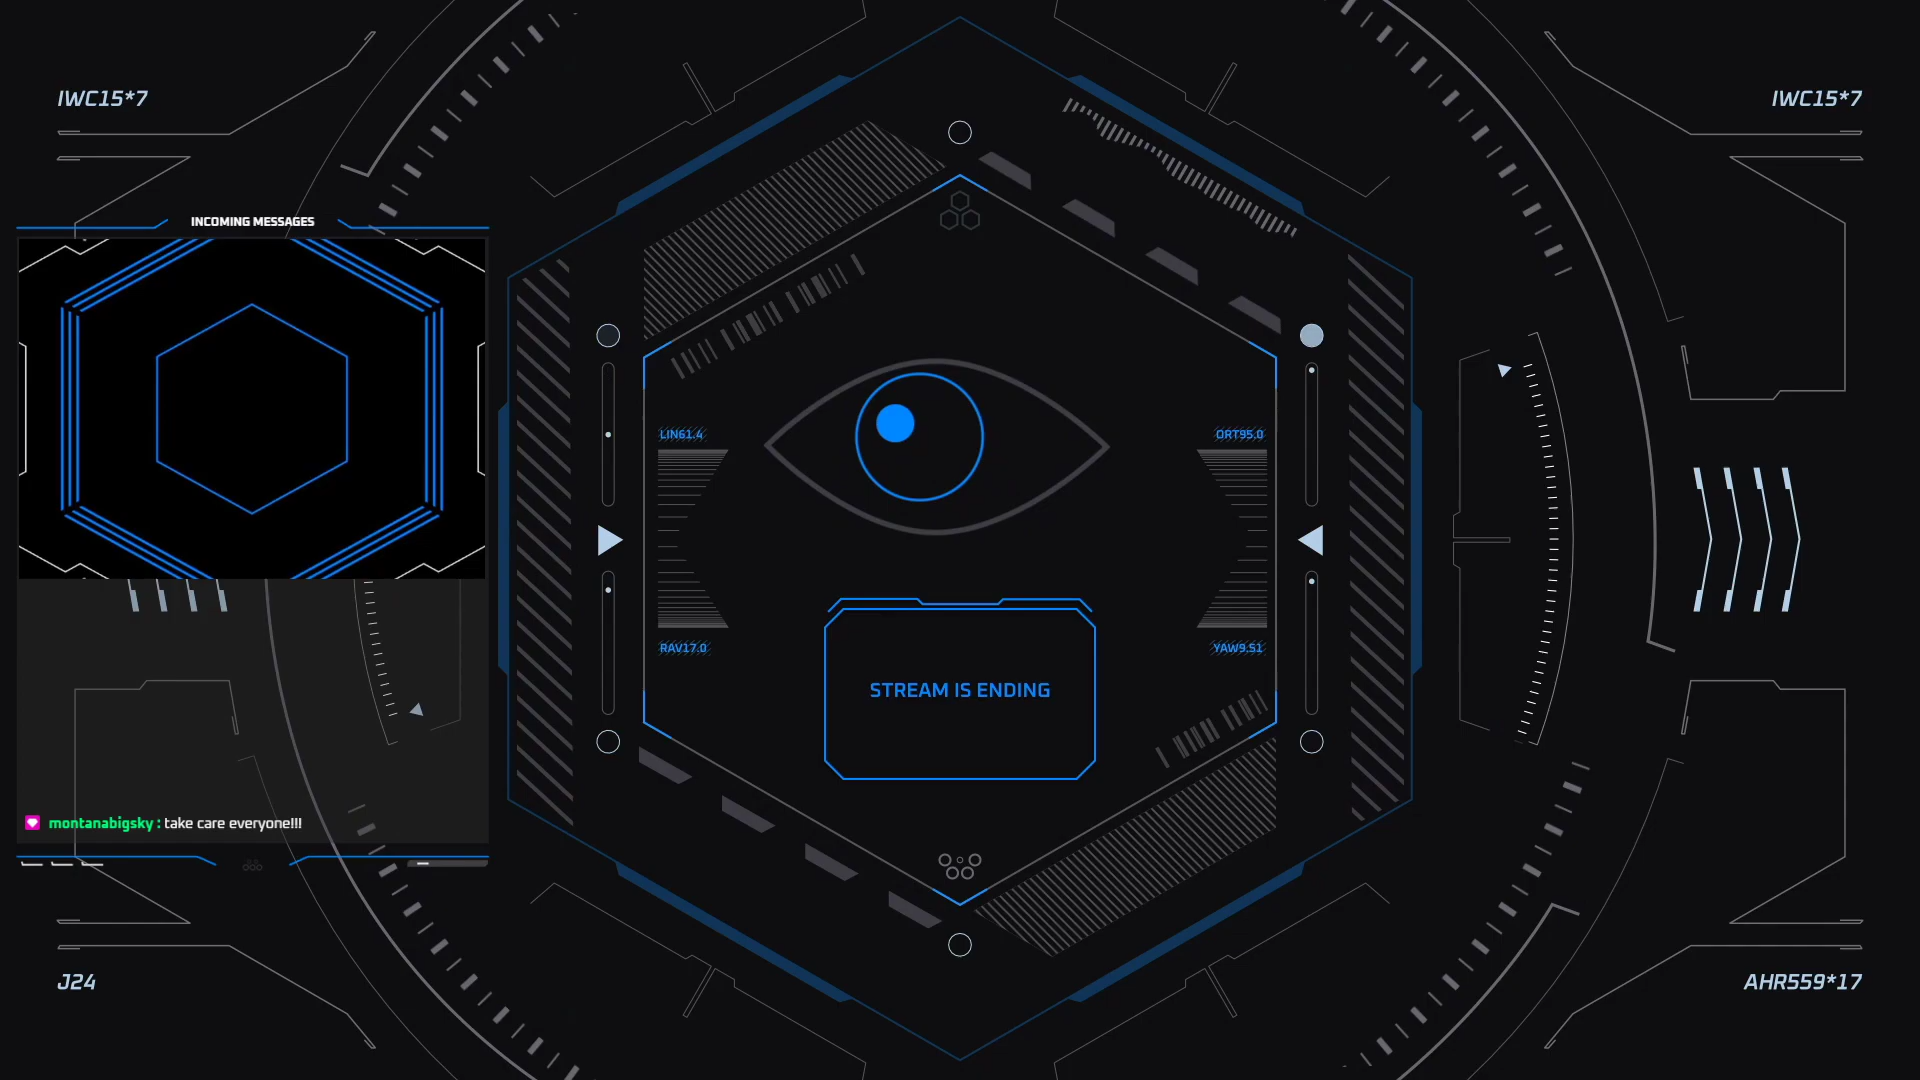 IWC15*7
IWC15*7
INCOMING MESSAGES
LIN61.4
ORT95.0
RAV17.0
YAW9.51
STREAM IS ENDING
montanabigsky : take care everyone!!!
J24
AHR559*17